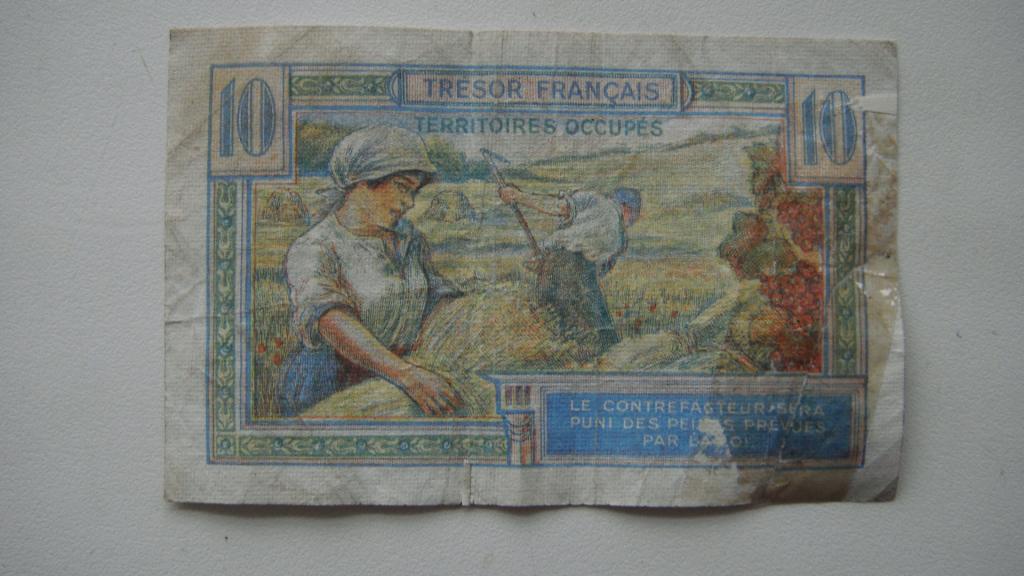 10 TRESOR FRANÇAIS 10
TERRITOIRES OCCUPÉS
LE CONTREFACTEUR SERA
PUNI DES PEINES PRÉVUES
PAR LA LOI